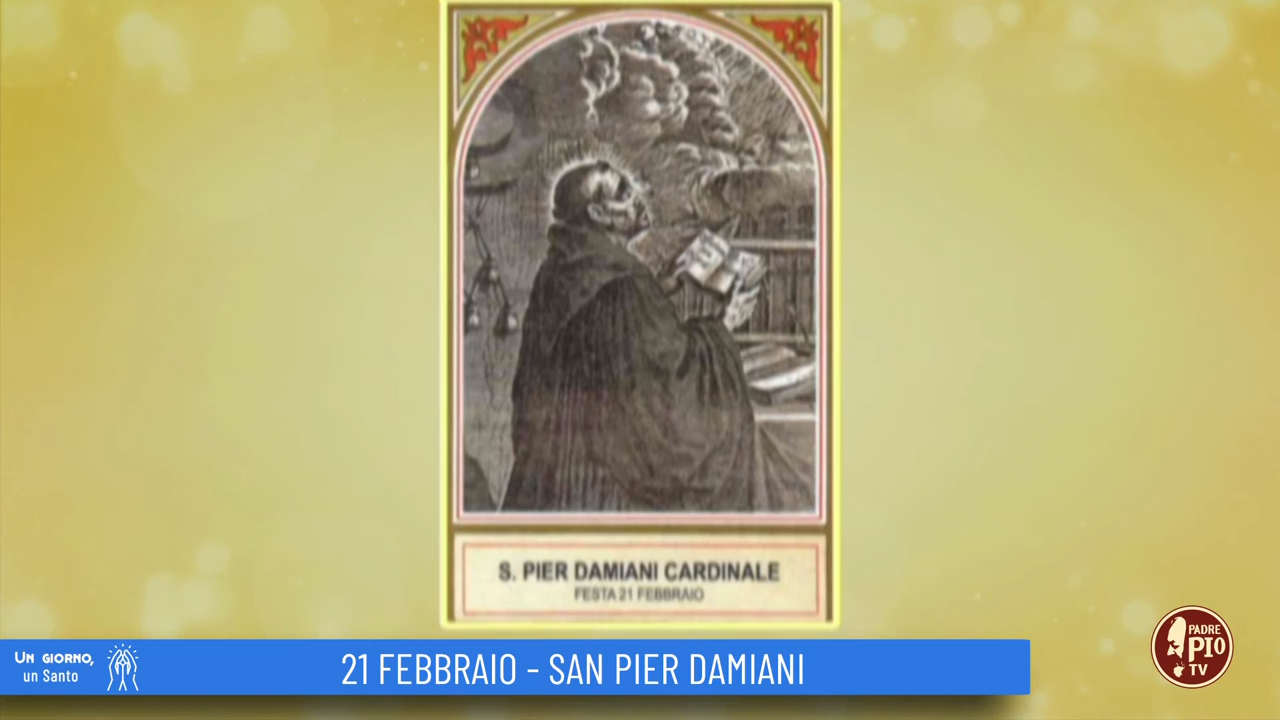 S. PIER DAMIANI CARDINALE
FESTA 21 FEBBRAIO
Un giorno,
un Santo
21 FEBBRAIO - SAN PIER DAMIANI
PADRE
PIO
TV